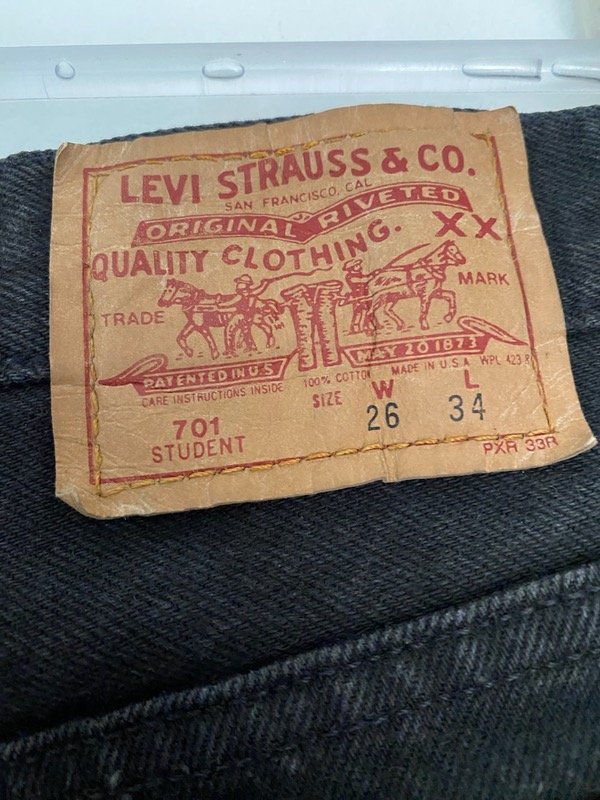 LEVI STRAUSS & CO.
SAN FRANCISCO, CAL
ORIGINAL RIVETED
QUALITY CLOTHING. XX
TRADE MARK
PATENTED IN U.S MAY 20 1873
CARE INSTRUCTIONS INSIDE 100% COTTON MADE IN U.S.A. WPL 423
SIZE W L
26 34
701
STUDENT
PXR 33R